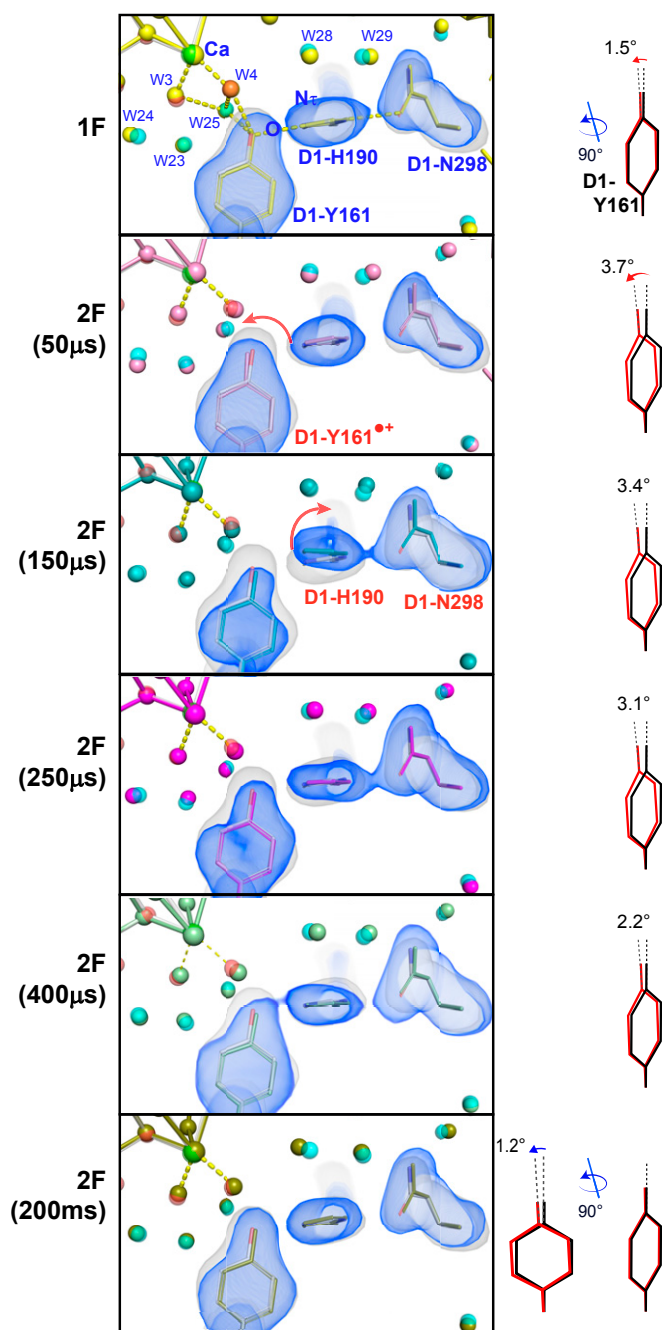 1F
Ca
W3
W4
W25
W24
W23
W28
W29
Nτ
O
D1-H190
D1-N298
D1-Y161
1.5°
90°
D1-
Y161
2F
(50μs)
D1-Y161●+
3.7°
2F
(150μs)
D1-H190
D1-N298
3.4°
2F
(250μs)
3.1°
2F
(400μs)
2.2°
2F
(200ms)
1.2°
90°